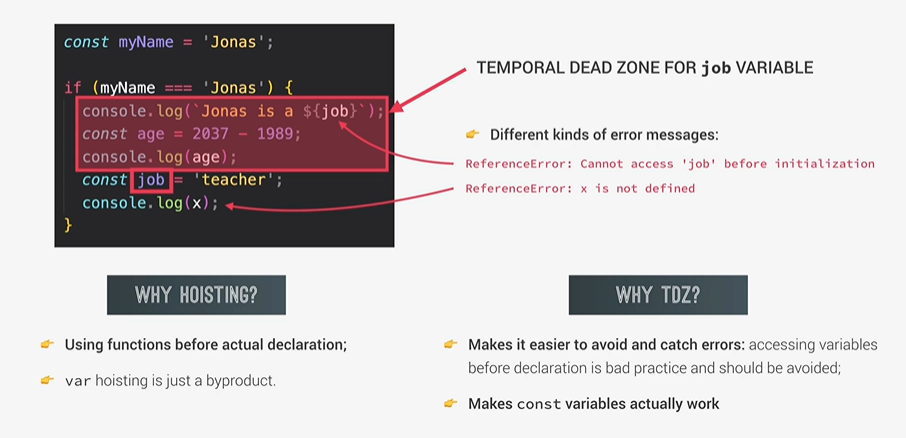 const myName = 'Jonas';
if (myName === 'Jonas') {
console.log(`Jonas is a ${job}`);
const age = 2037 - 1989;
console.log(age);
const job = 'teacher';
console.log(x);
}
TEMPORAL DEAD ZONE FOR job VARIABLE
Different kinds of error messages:
ReferenceError: Cannot access 'job' before initialization
ReferenceError: x is not defined
WHY HOISTING?
Using functions before actual declaration;
var hoisting is just a byproduct.
WHY TDZ?
Makes it easier to avoid and catch errors: accessing variables
before declaration is bad practice and should be avoided;
Makes const variables actually work